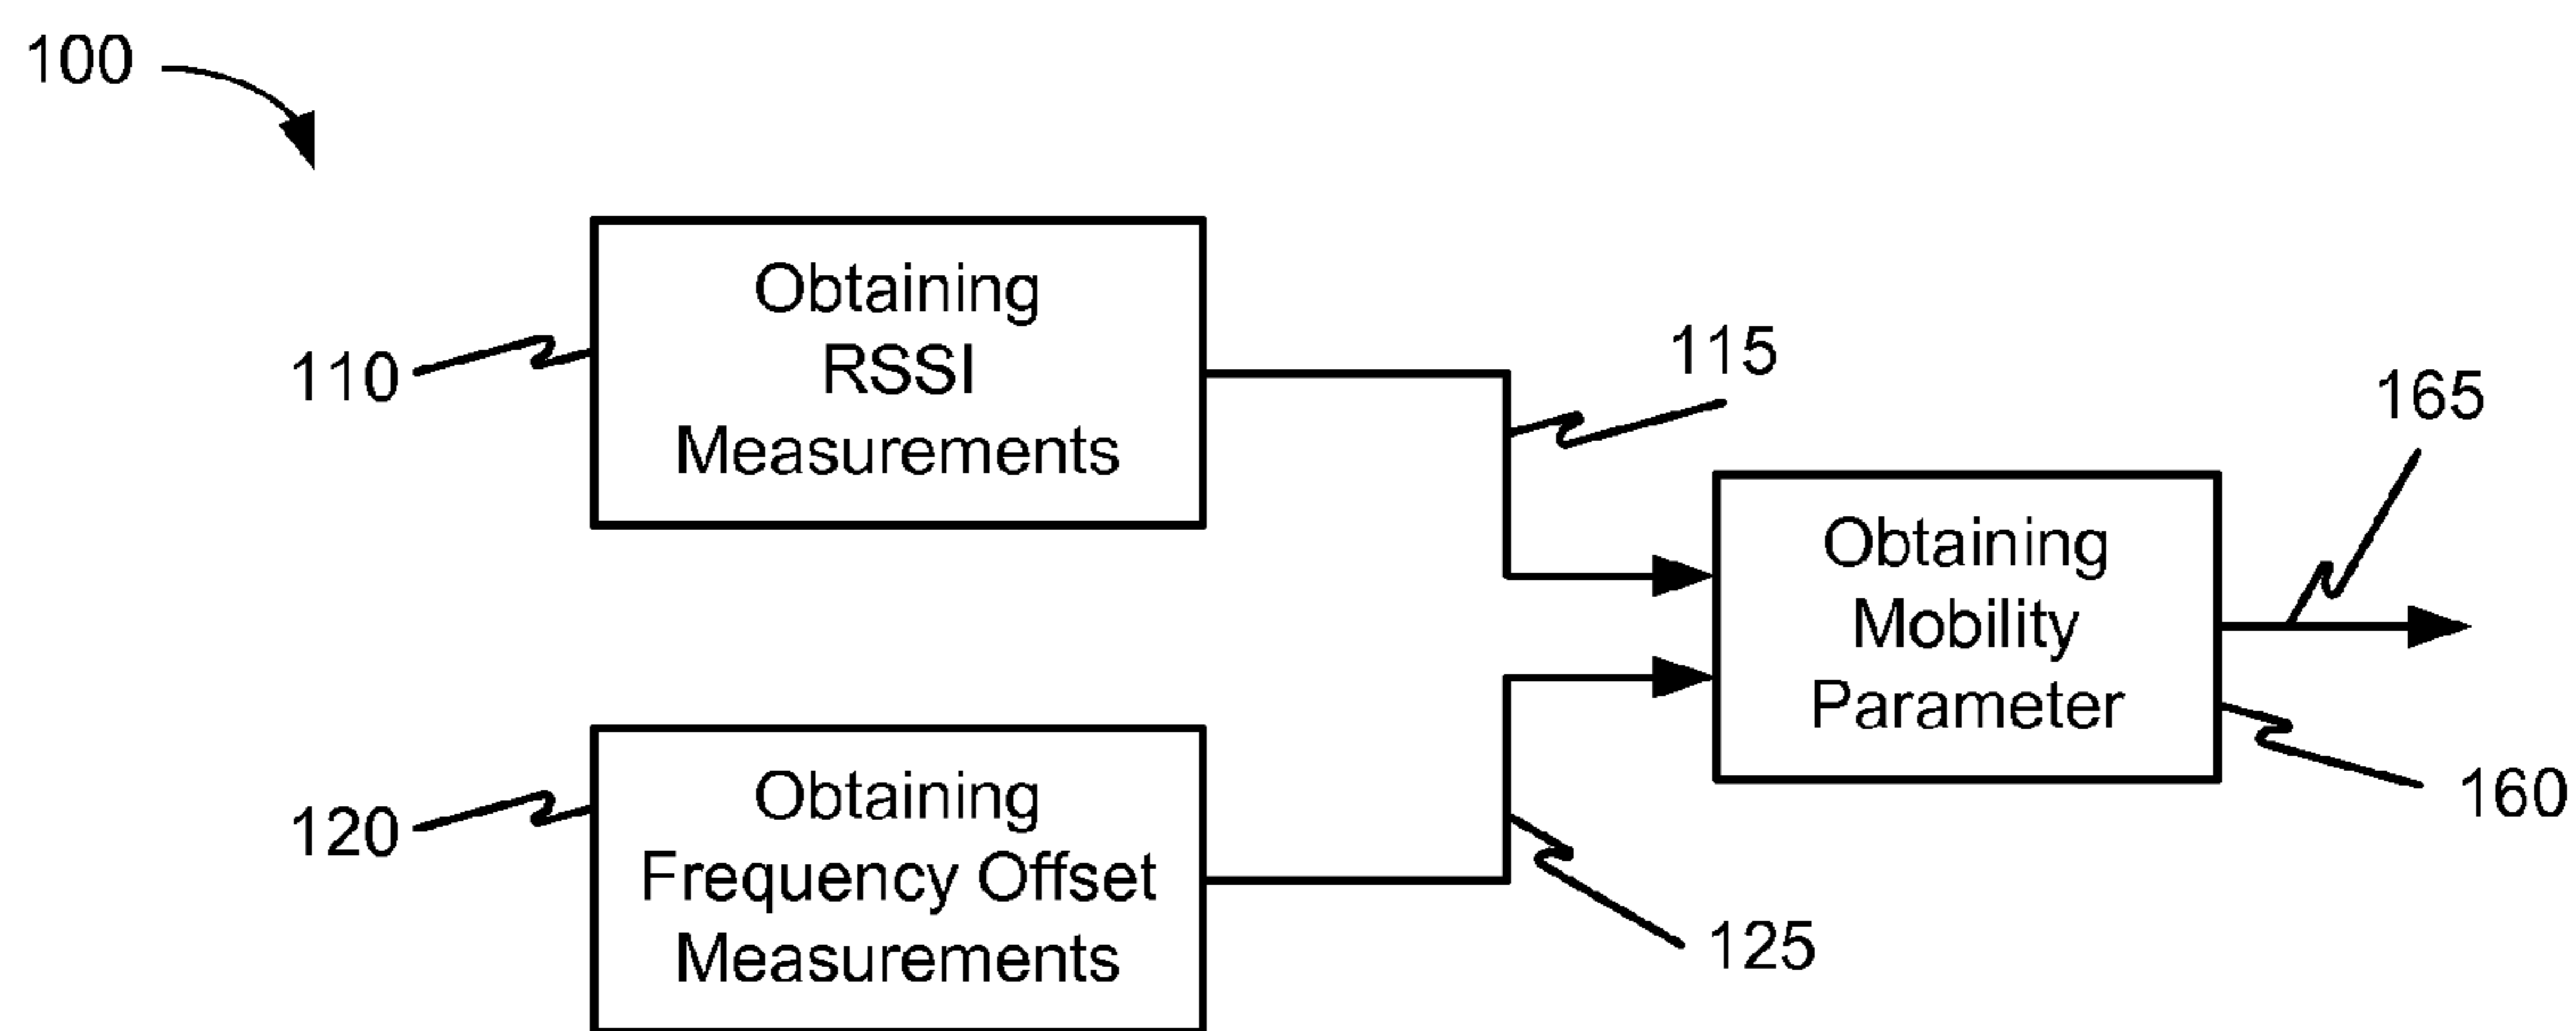 100
Obtaining
RSSI
Measurements
110
115
165
Obtaining
Mobility
Parameter
160
Obtaining
Frequency Offset
Measurements
120
125